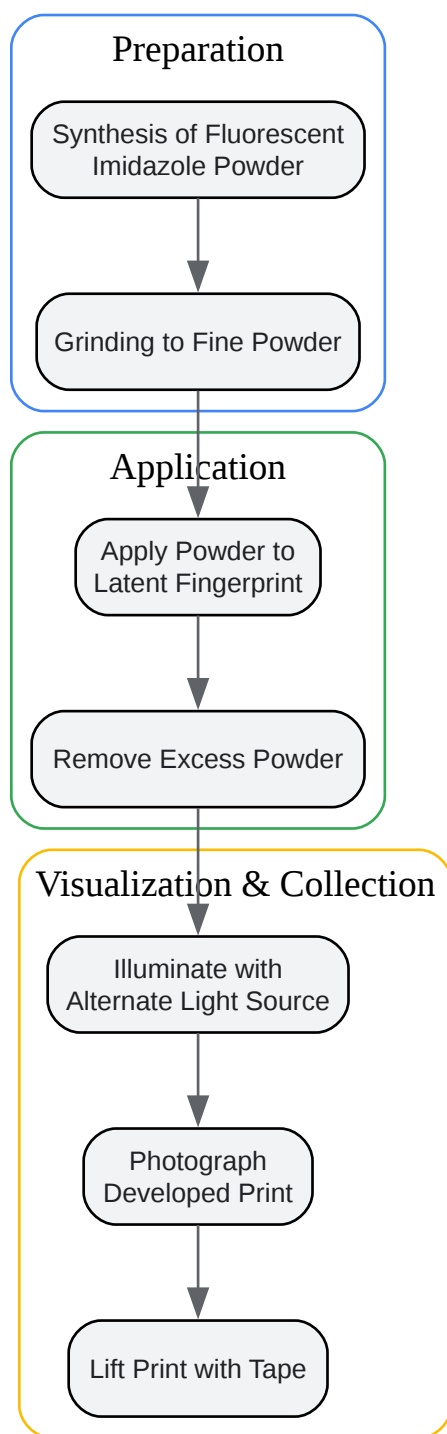 Preparation
Synthesis of Fluorescent
Imidazole Powder
Grinding to Fine Powder
Application
Apply Powder to
Latent Fingerprint
Remove Excess Powder
Visualization & Collection
Illuminate with
Alternate Light Source
Photograph
Developed Print
Lift Print with Tape